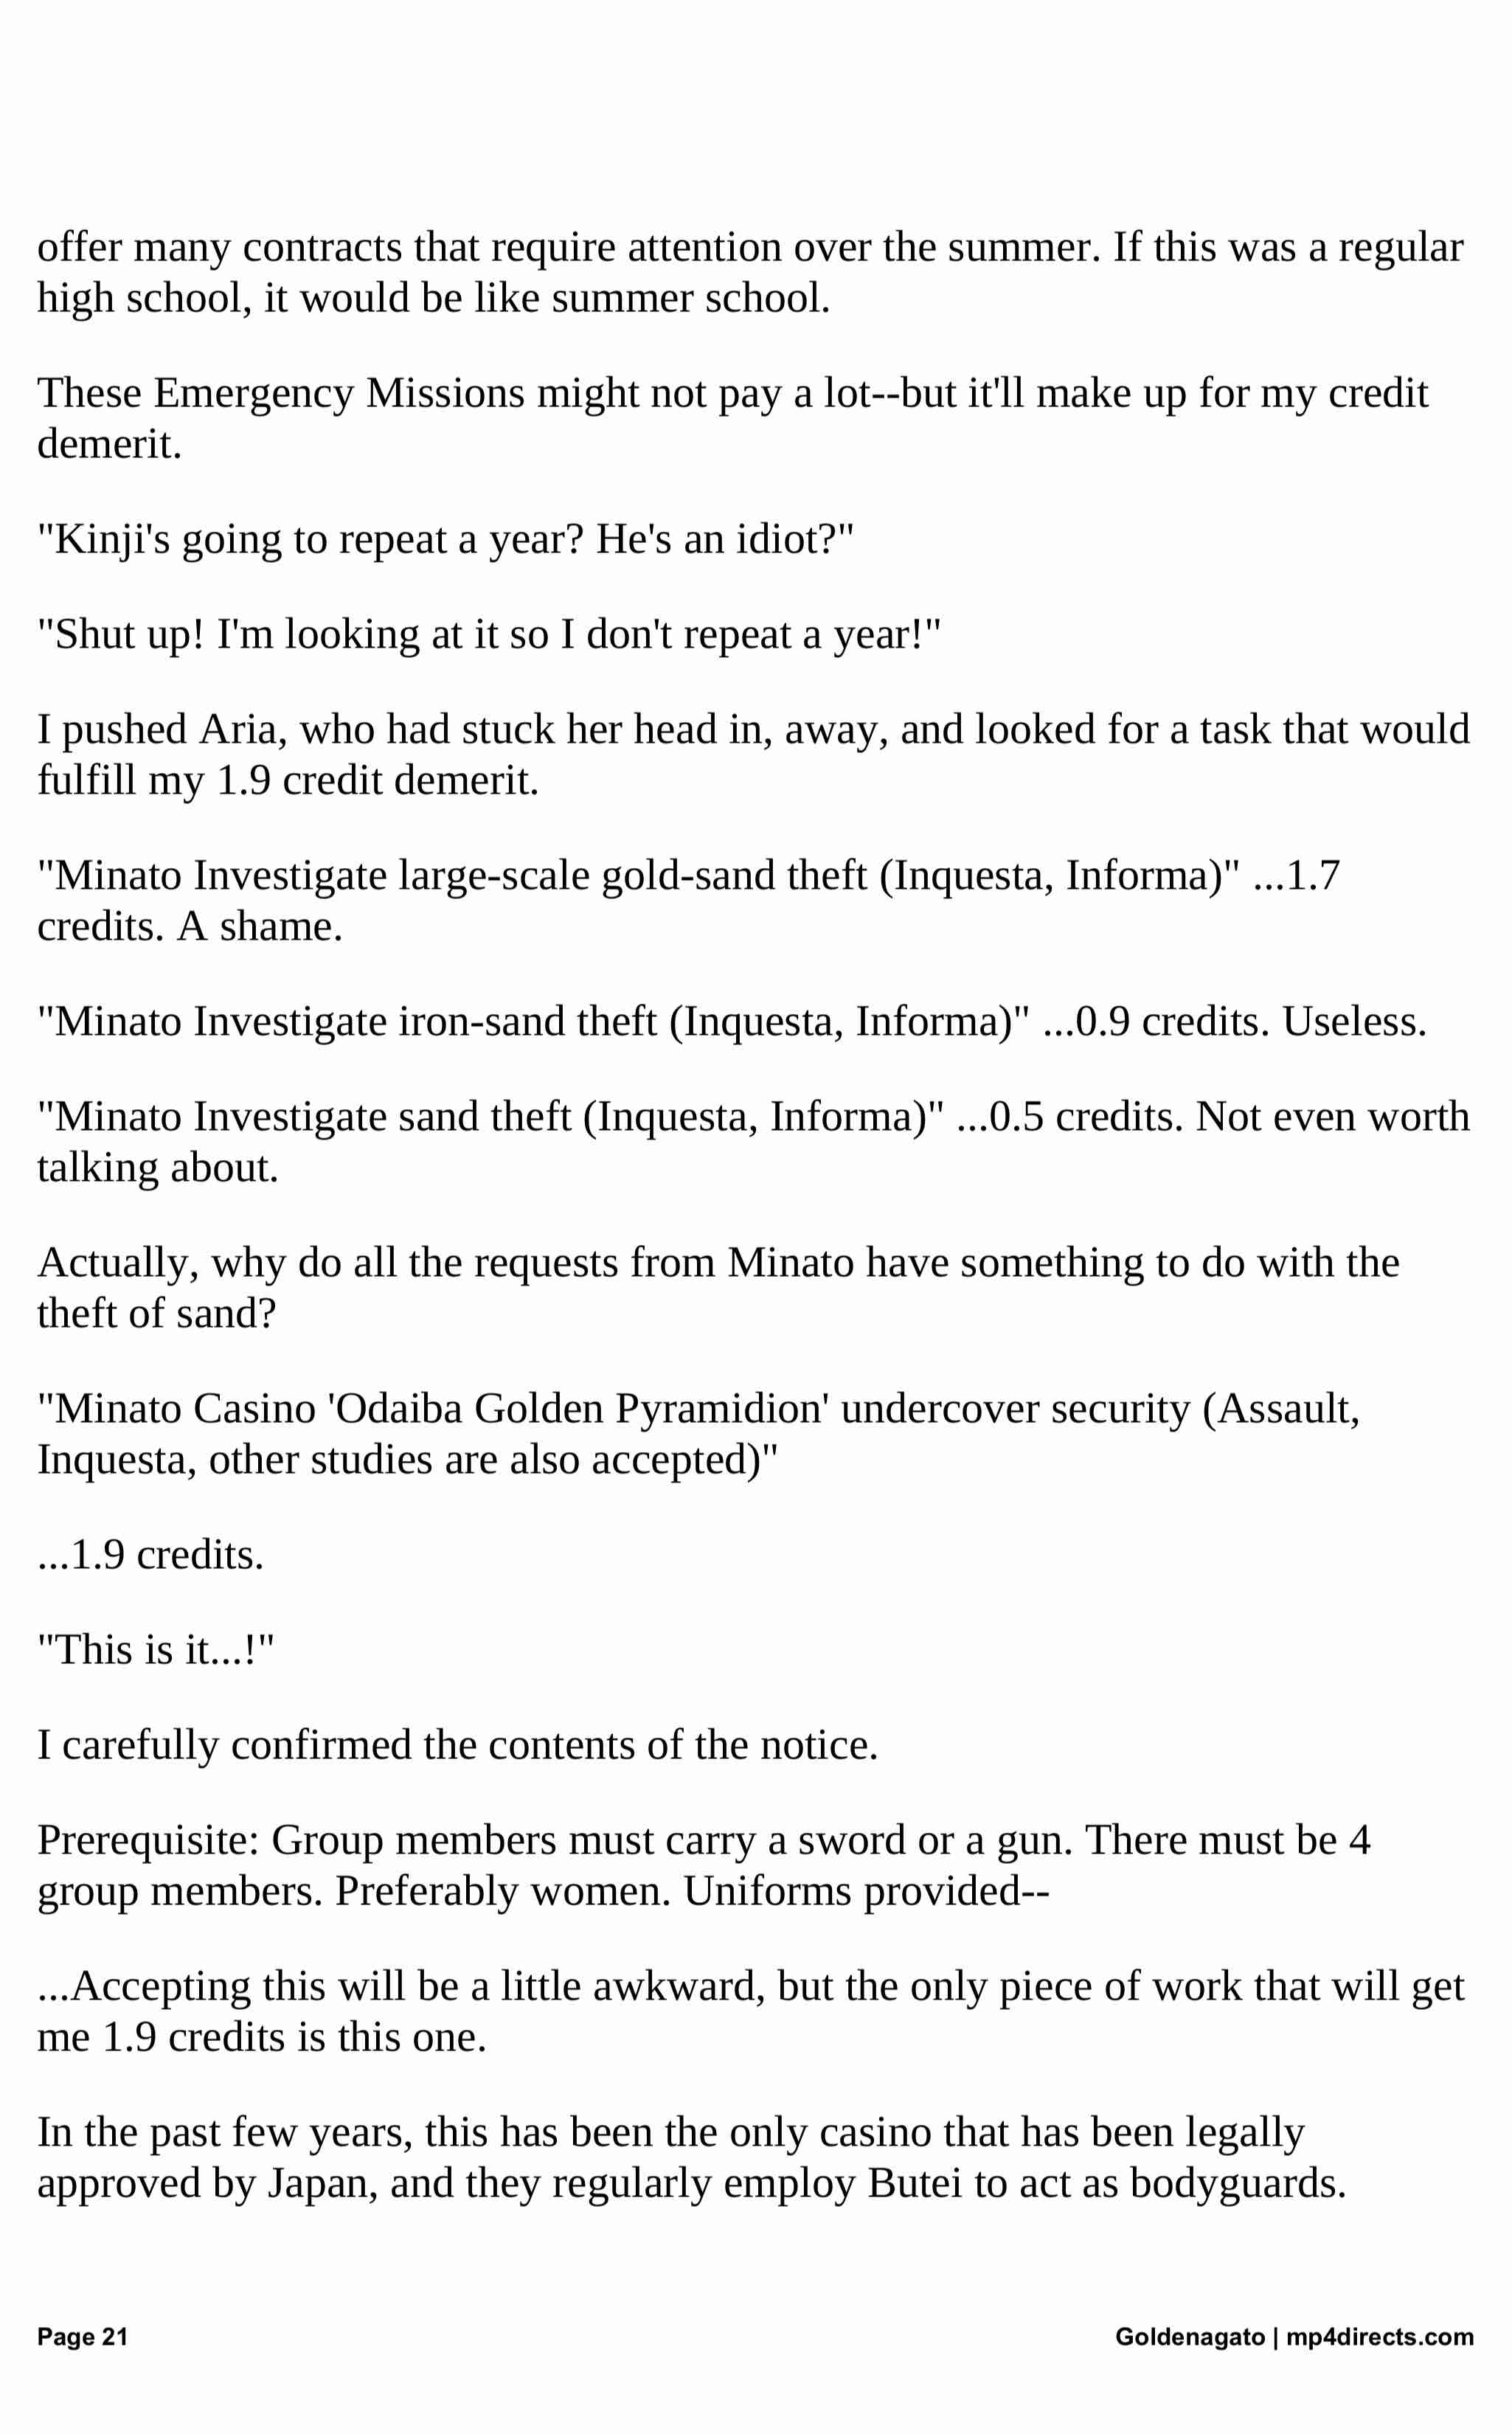 offer many contracts that require attention over the summer. If this was a regular
high school, it would be like summer school.
These Emergency Missions might not pay a lot--but it'll make up for my credit
demerit.
"Kinji's going to repeat a year? He's an idiot?"
"Shut up! I'm looking at it so I don't repeat a year!"
I pushed Aria, who had stuck her head in, away, and looked for a task that would
fulfill my 1.9 credit demerit.
"Minato Investigate large-scale gold-sand theft (Inquesta, Informa)" ...1.7
credits. A shame.
"Minato Investigate iron-sand theft (Inquesta, Informa)" ...0.9 credits. Useless.
"Minato Investigate sand theft (Inquesta, Informa)" ...0.5 credits. Not even worth
talking about.
Actually, why do all the requests from Minato have something to do with the
theft of sand?
"Minato Casino 'Odaiba Golden Pyramidion' undercover security (Assault,
Inquesta, other studies are also accepted)"
...1.9 credits.
"This is it...!"
I carefully confirmed the contents of the notice.
Prerequisite: Group members must carry a sword or a gun. There must be 4
group members. Preferably women. Uniforms provided--
...Accepting this will be a little awkward, but the only piece of work that will get
me 1.9 credits is this one.
In the past few years, this has been the only casino that has been legally
approved by Japan, and they regularly employ Butei to act as bodyguards.
Page 21
Goldenagato | mp4directs.com